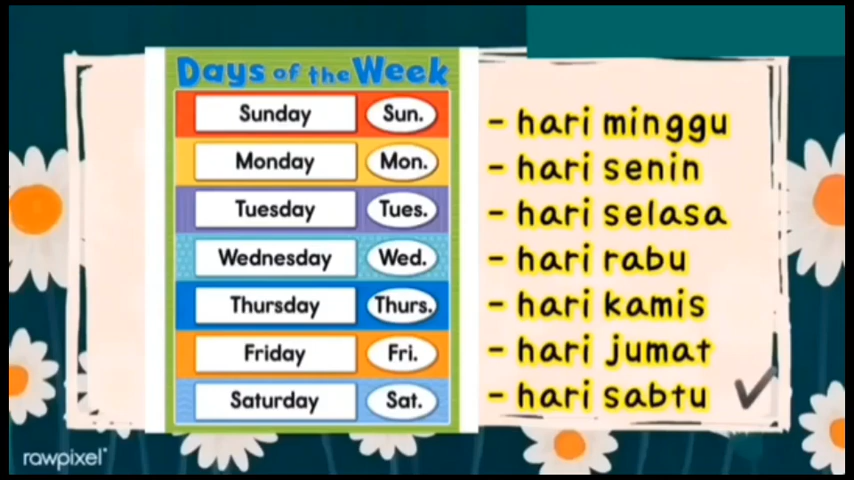 Days of the Week
Sunday Sun. - hari minggu
Monday Mon. - hari senin
Tuesday Tues. - hari selasa
Wednesday Wed. - hari rabu
Thursday Thurs. - hari kamis
Friday Fri. - hari jumat
Saturday Sat. - hari sabtu
rawpixel